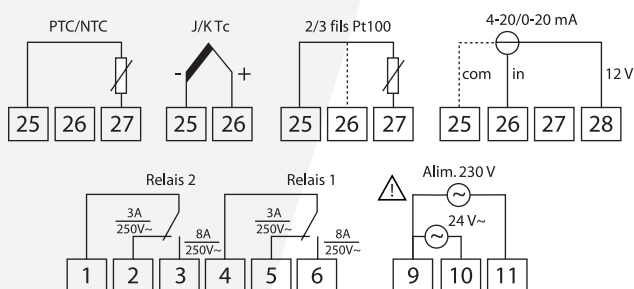 PTC/NTC
J/K Tc
2/3 fils Pt100
4-20/0-20 mA
- +
com in 12 V
25 26 27
25 26
25 26 27
25 26 27 28
Relais 2
Relais 1
Alim. 230 V
3A
250V~
8A
250V~
3A
250V~
8A
250V~
!
~
24 V~
~
1 2 3 4 5 6
9 10 11